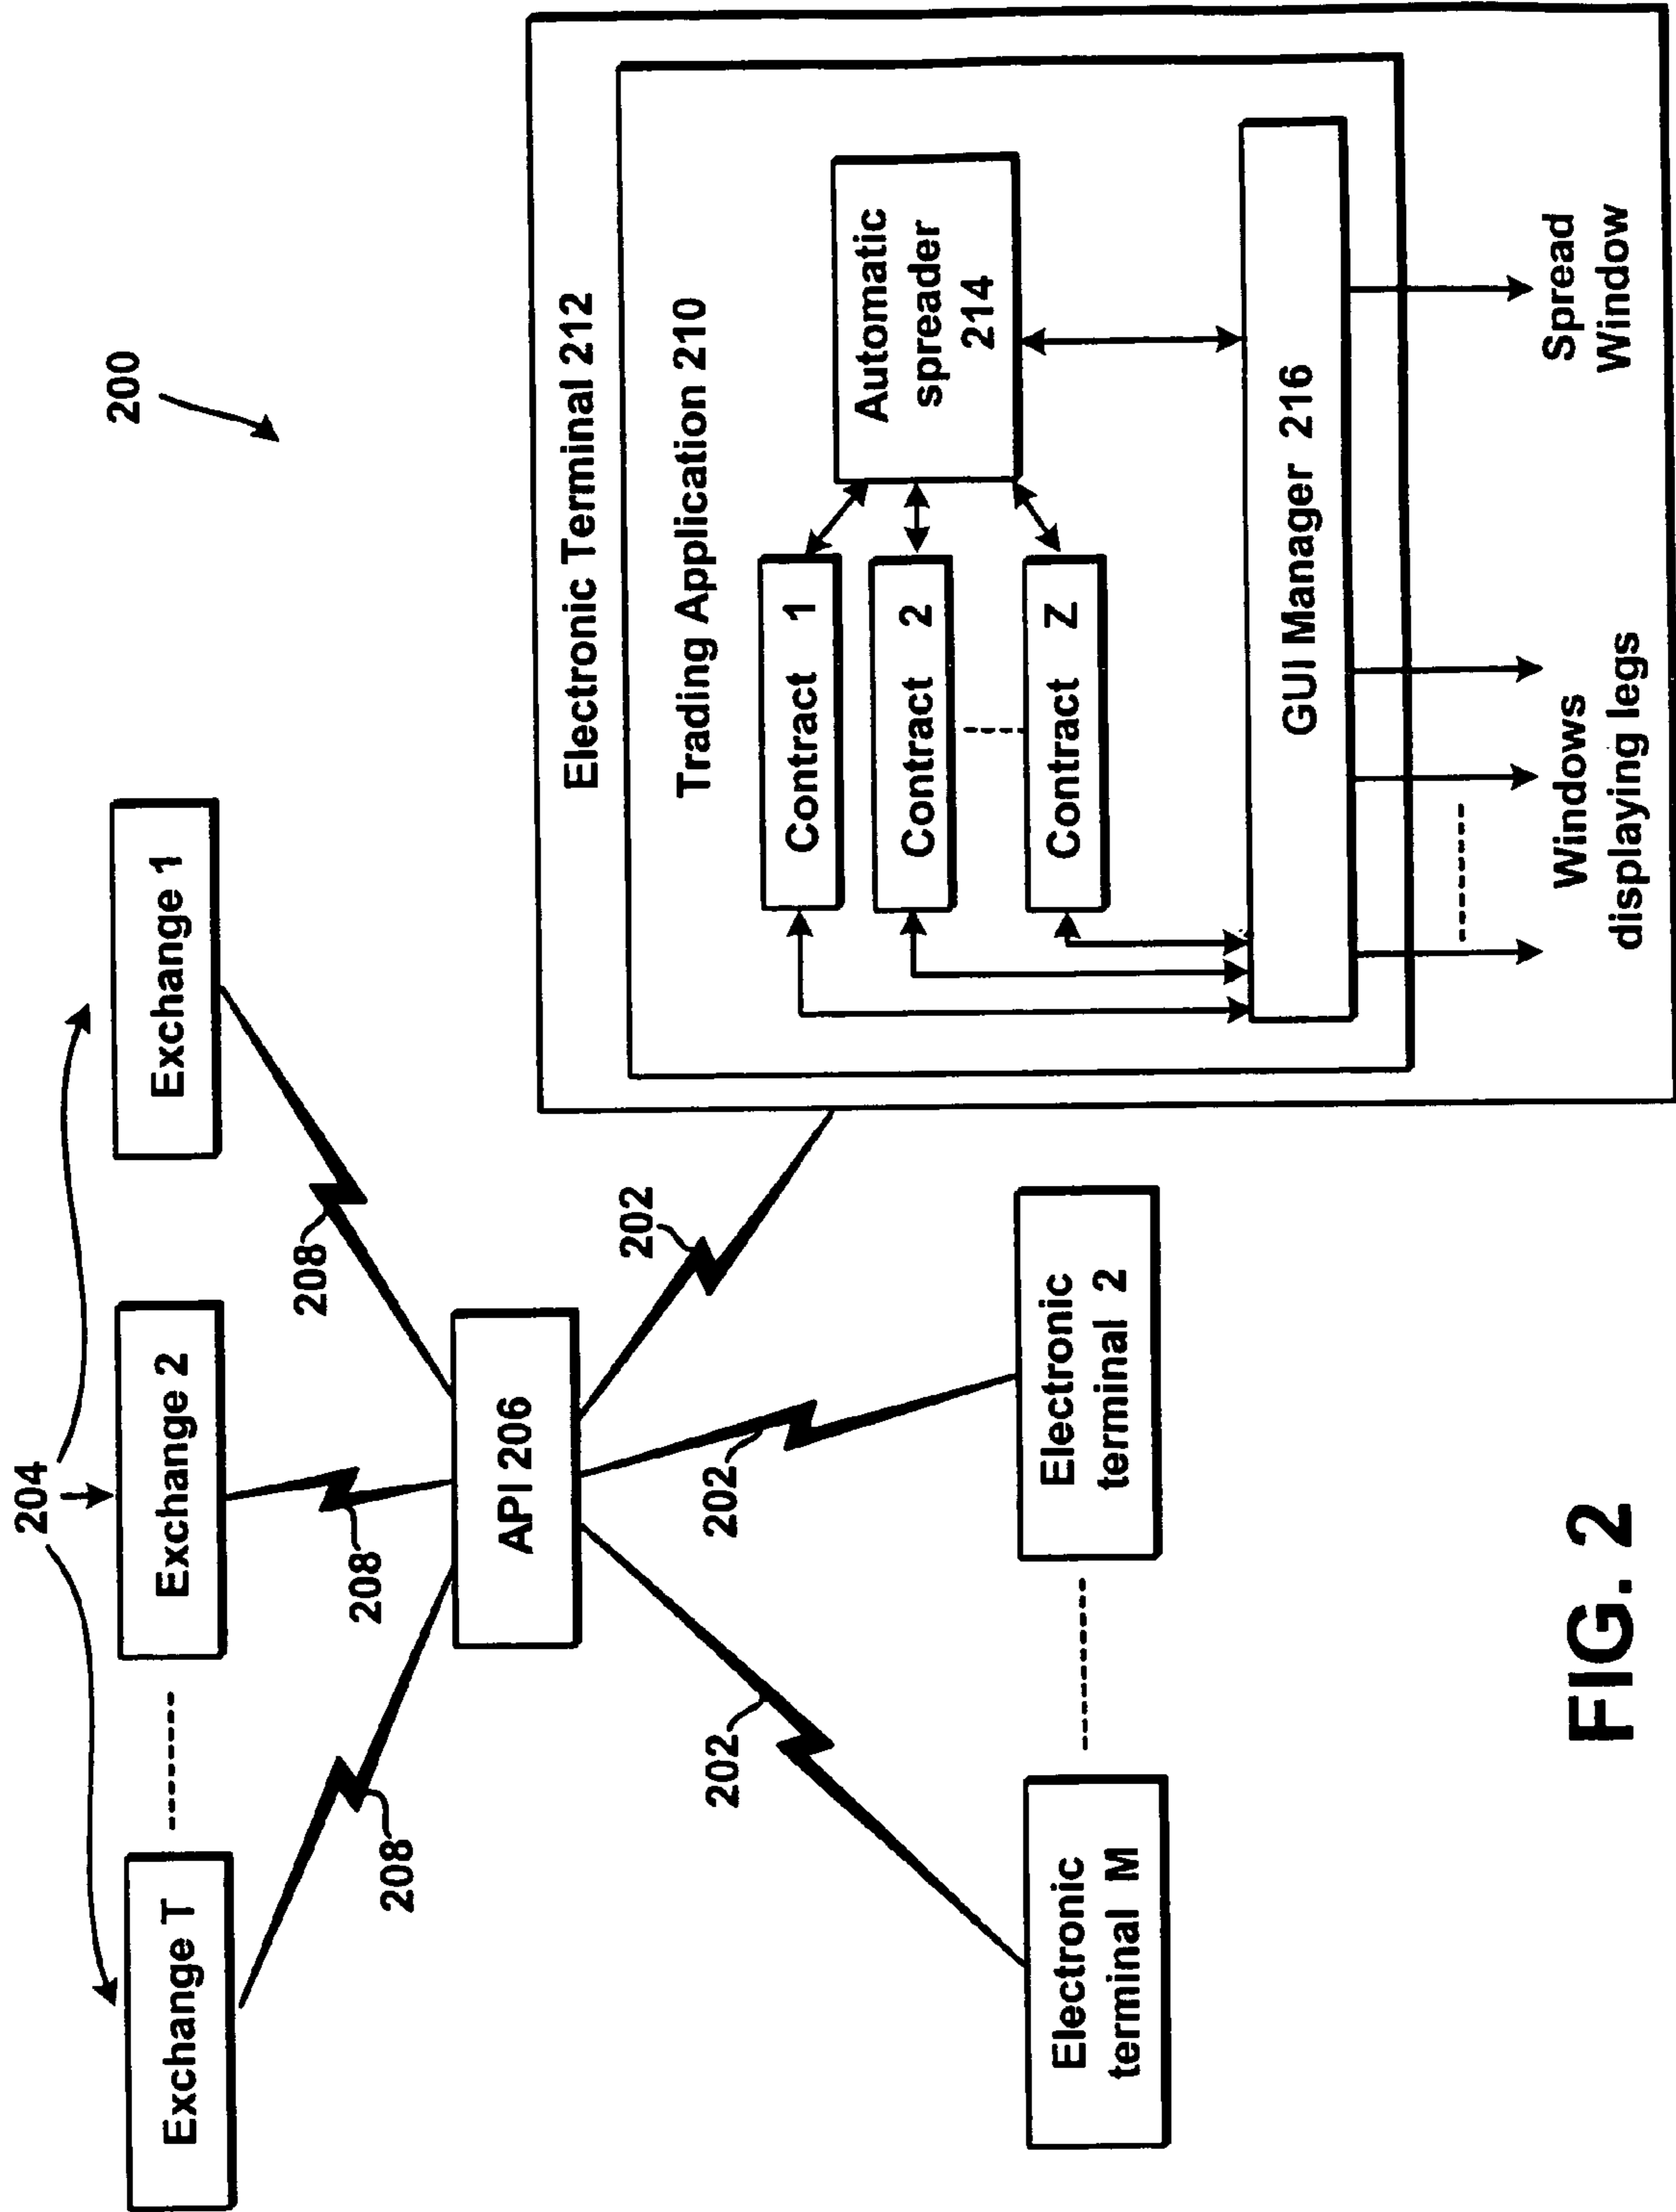 200
204
Exchange T
Exchange 2
Exchange 1
208
208
208
API 206
202
202
202
Electronic
terminal M
Electronic
terminal 2
Electronic Terminal 212
Trading Application 210
Contract 1
Contract 2
Contract Z
Automatic
spreader
214
GUI Manager 216
Windows
displaying legs
Spread
Window
FIG. 2